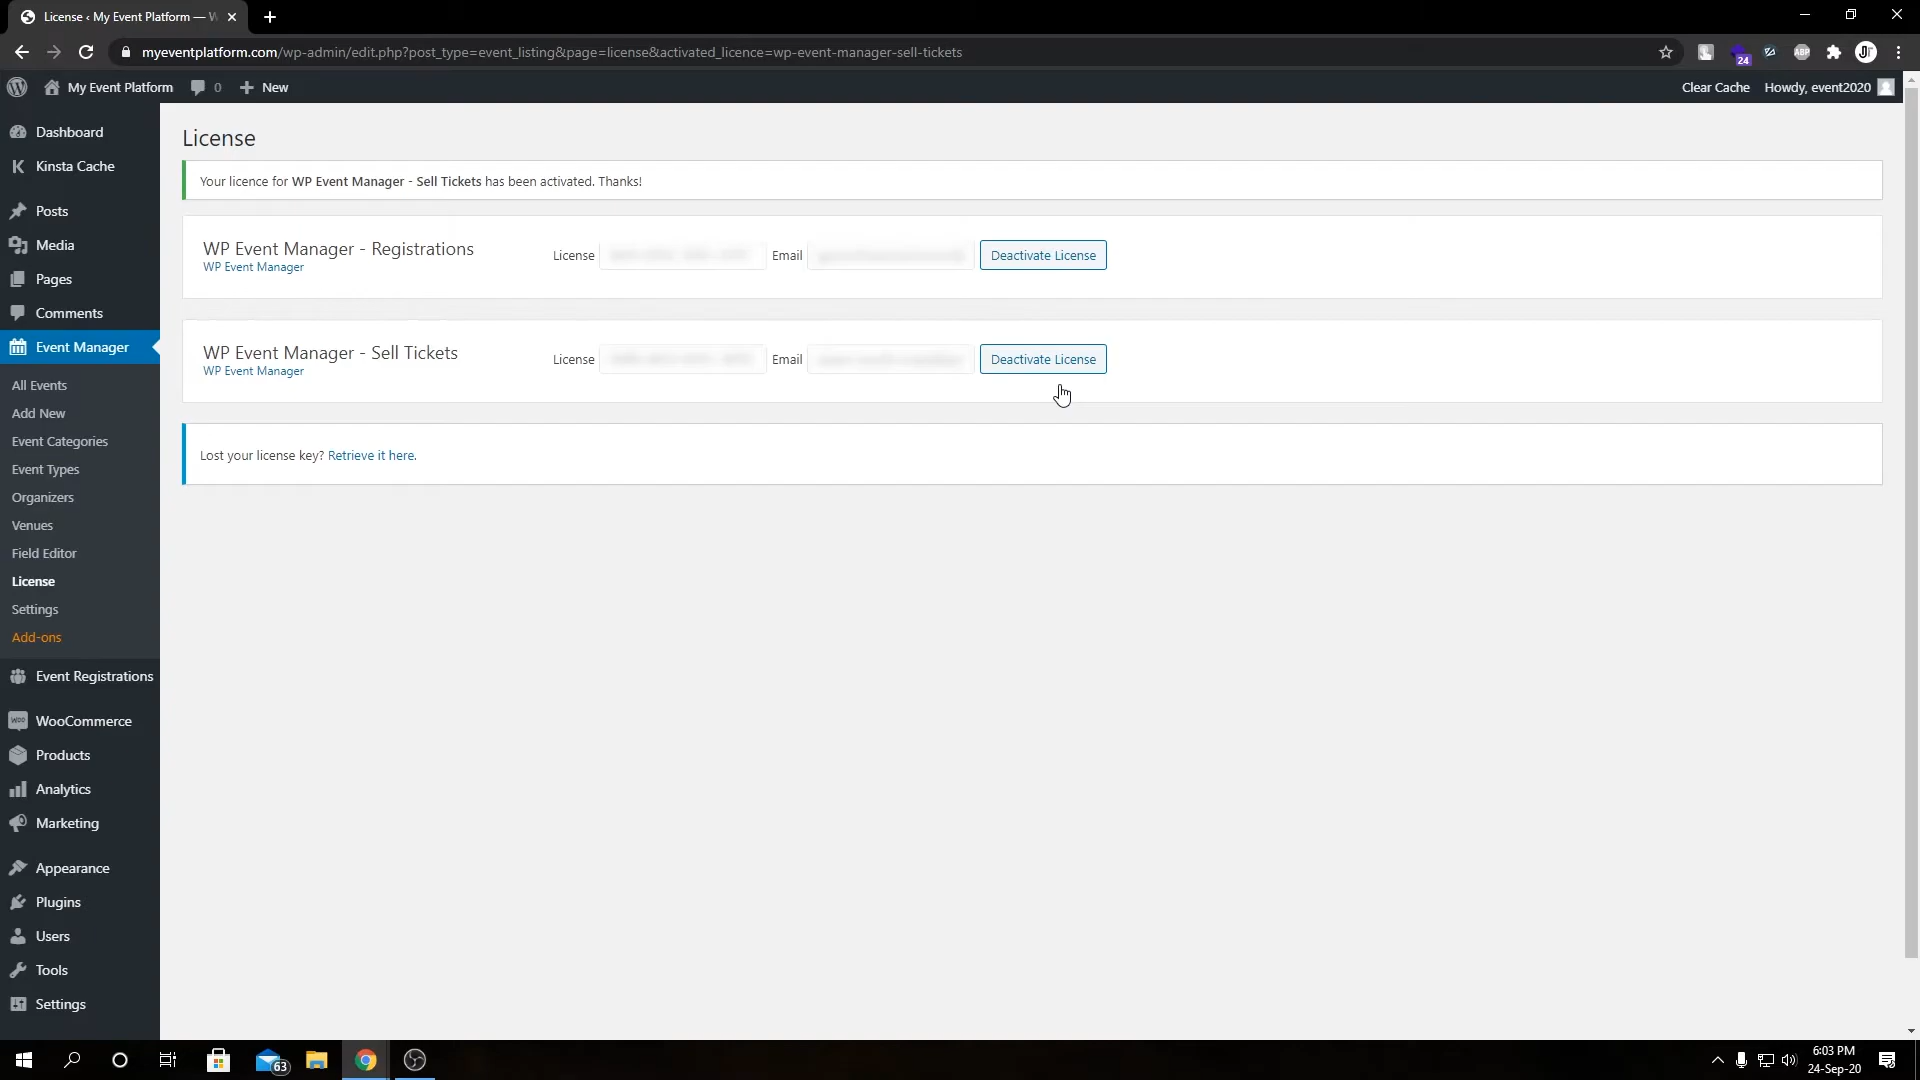 License ‹ My Event Platform — W
myeventplatform.com/wp-admin/edit.php?post_type=event_listing&page=license&activated_licence=wp-event-manager-sell-tickets
24
ABP
My Event Platform
0
New
Clear Cache
Howdy, event2020
Dashboard
Kinsta Cache
Posts
Media
Pages
Comments
Event Manager
All Events
Add New
Event Categories
Event Types
Organizers
Venues
Field Editor
License
Settings
Add-ons
Event Registrations
WooCommerce
Products
Analytics
Marketing
Appearance
Plugins
Users
Tools
Settings
License
Your licence for WP Event Manager - Sell Tickets has been activated. Thanks!
WP Event Manager - Registrations
WP Event Manager
License
Email
Deactivate License
WP Event Manager - Sell Tickets
WP Event Manager
License
Email
Deactivate License
Lost your license key? Retrieve it here.
63
6:03 PM
24-Sep-20